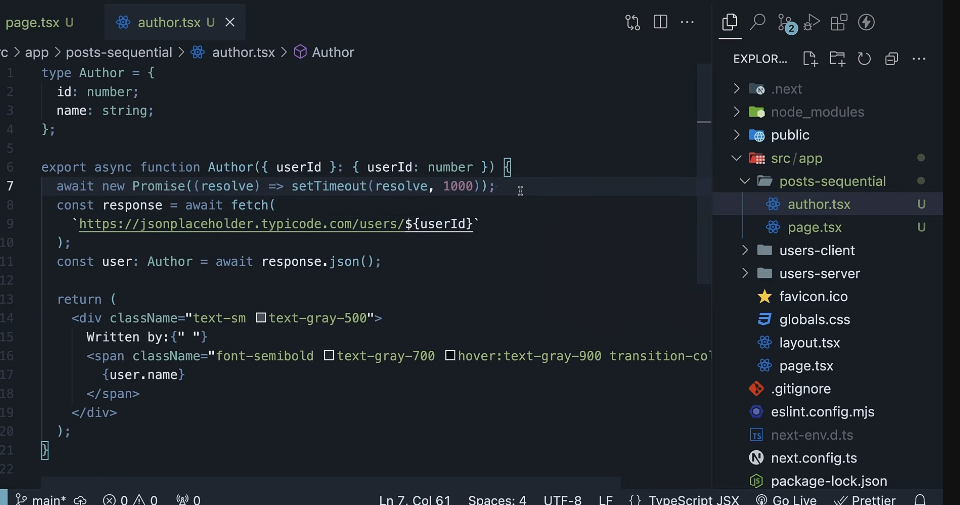 page.tsx U
author.tsx U
app > posts-sequential > author.tsx > Author
1 type Author = {
2 id: number;
3 name: string;
4 };
5
6 export async function Author({ userId }: { userId: number }) {
7 await new Promise((resolve) => setTimeout(resolve, 1000));
8 const response = await fetch(
9 `https://jsonplaceholder.typicode.com/users/${userId}`
10 );
11 const user: Author = await response.json();
12
13 return (
14 <div className="text-sm text-gray-500">
15 Written by:{" "}
16 <span className="font-semibold text-gray-700 hover:text-gray-900 transition-col
17 {user.name}
18 </span>
19 </div>
20 );
21 }
22
main* 0 0 0 Ln 7, Col 61 Spaces: 4 UTF-8 LF {} TypeScript JSX Go Live Prettier
2
EXPLOR...
.next
node_modules
public
src/app
posts-sequential
author.tsx U
page.tsx U
users-client
users-server
favicon.ico
globals.css
layout.tsx
page.tsx
.gitignore
eslint.config.mjs
next-env.d.ts
next.config.ts
package-lock.json